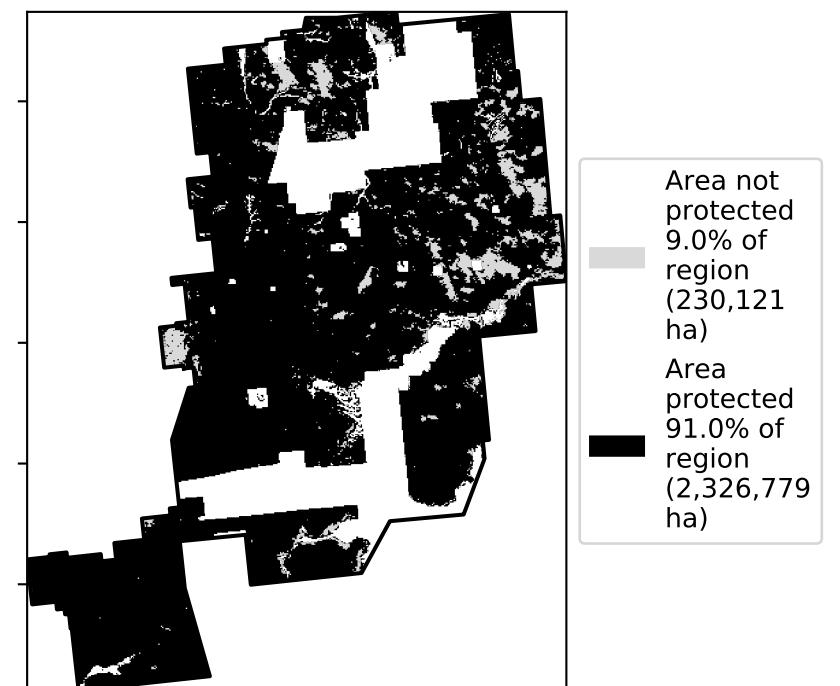 Area not
protected
9.0% of
region
(230,121
ha)
Area
protected
91.0% of
region
(2,326,779
ha)